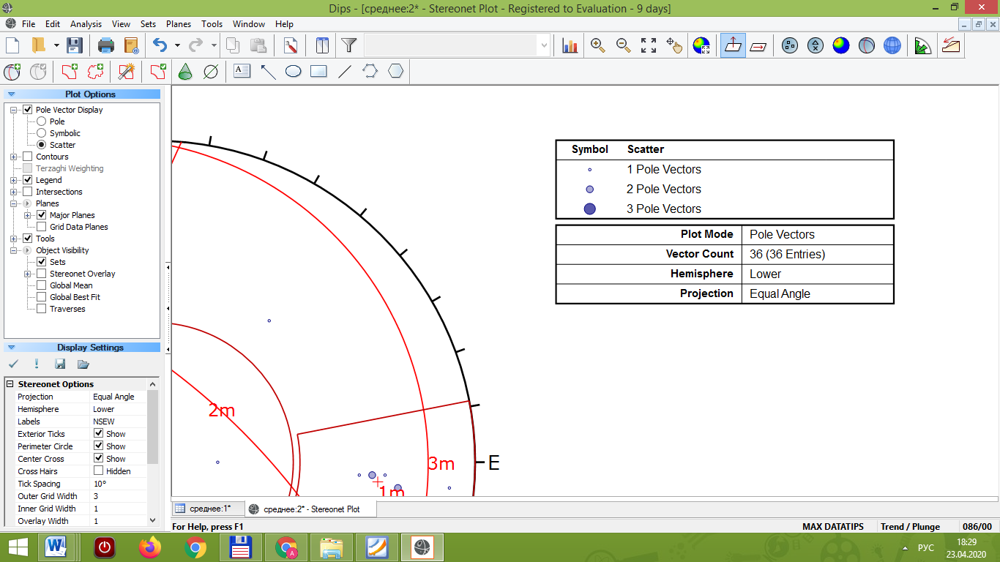 Dips - [среднее:2* - Stereonet Plot - Registered to Evaluation - 9 days]
File Edit Analysis View Sets Planes Tools Window Help
A
Plot Options
Pole Vector Display
Pole
Symbolic
Scatter
Contours
Terzaghi Weighting
Legend
Intersections
Planes
Major Planes
Grid Data Planes
Tools
Object Visibility
Sets
Stereonet Overlay
Global Mean
Global Best Fit
Traverses
Display Settings
Stereonet Options
Projection Equal Angle
Hemisphere Lower
Labels NSEW
Exterior Ticks Show
Perimeter Circle Show
Center Cross Show
Cross Hairs Hidden
Tick Spacing 10°
Outer Grid Width 3
Inner Grid Width 1
Overlay Width 1
2m
3m
E
1m
Symbol Scatter
1 Pole Vectors
2 Pole Vectors
3 Pole Vectors
Plot Mode Pole Vectors
Vector Count 36 (36 Entries)
Hemisphere Lower
Projection Equal Angle
среднее:1* среднее:2* - Stereonet Plot
For Help, press F1 MAX DATATIPS Trend / Plunge 086/00
W A РУС 18:29
23.04.2020